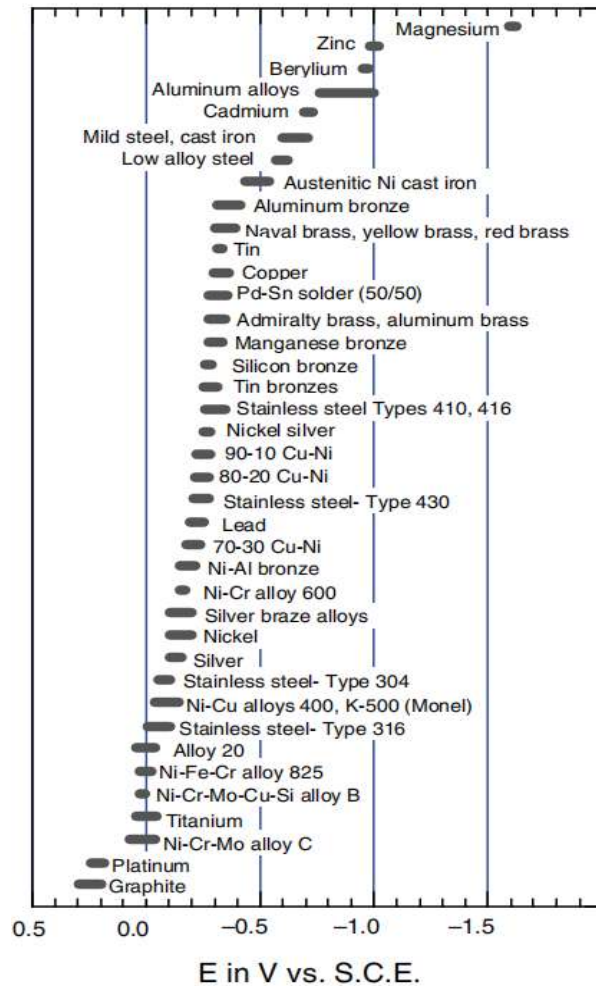 Magnesium
Zinc
Berylium
Aluminum alloys
Cadmium
Mild steel, cast iron
Low alloy steel
Austenitic Ni cast iron
Aluminum bronze
Naval brass, yellow brass, red brass
Tin
Copper
Pd-Sn solder (50/50)
Admiralty brass, aluminum brass
Manganese bronze
Silicon bronze
Tin bronzes
Stainless steel Types 410, 416
Nickel silver
90-10 Cu-Ni
80-20 Cu-Ni
Stainless steel- Type 430
Lead
70-30 Cu-Ni
Ni-Al bronze
Ni-Cr alloy 600
Silver braze alloys
Nickel
Silver
Stainless steel- Type 304
Ni-Cu alloys 400, K-500 (Monel)
Stainless steel- Type 316
Alloy 20
Ni-Fe-Cr alloy 825
Ni-Cr-Mo-Cu-Si alloy B
Titanium
Ni-Cr-Mo alloy C
Platinum
Graphite
0.5 0.0 –0.5 –1.0 –1.5
E in V vs. S.C.E.